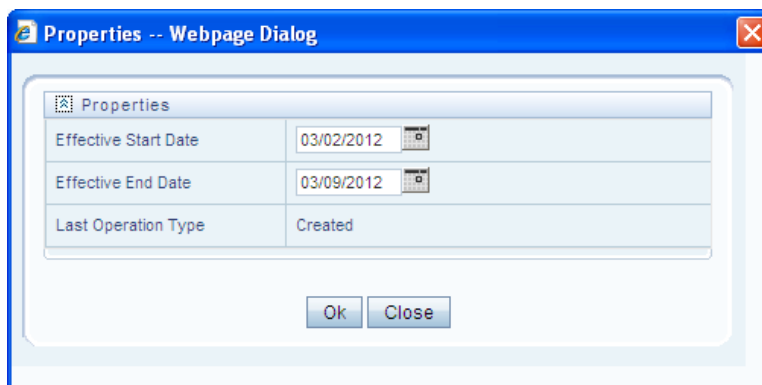 Properties -- Webpage Dialog
Properties
Effective Start Date 03/02/2012
Effective End Date 03/09/2012
Last Operation Type Created
Ok Close